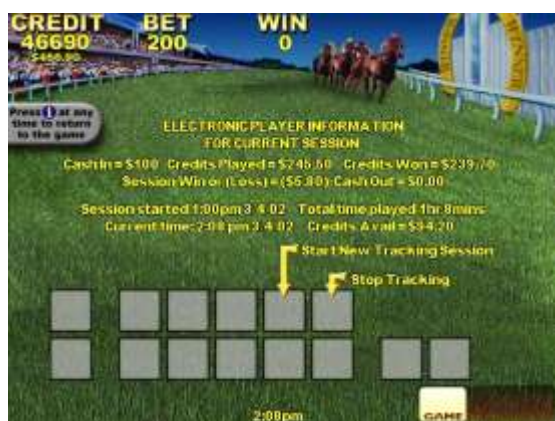 CREDIT BET WIN
46690 200 0
Press i at any
time to return
to the game
ELECTRONIC PLAYER INFORMATION
FOR CURRENT SESSION
Cash In = $100 Credits Played = $245.50 Credits Won = $239.70
Session Win or (Loss) = ($5.80) Cash Out = $0.00
Session started 1:00pm 3 4 02 Total time played 1hr 8mins
Current time: 2:08 pm 3 4 02 Credits Avail = $94.20
Start New Tracking Session
Stop Tracking
2:08pm
GAME